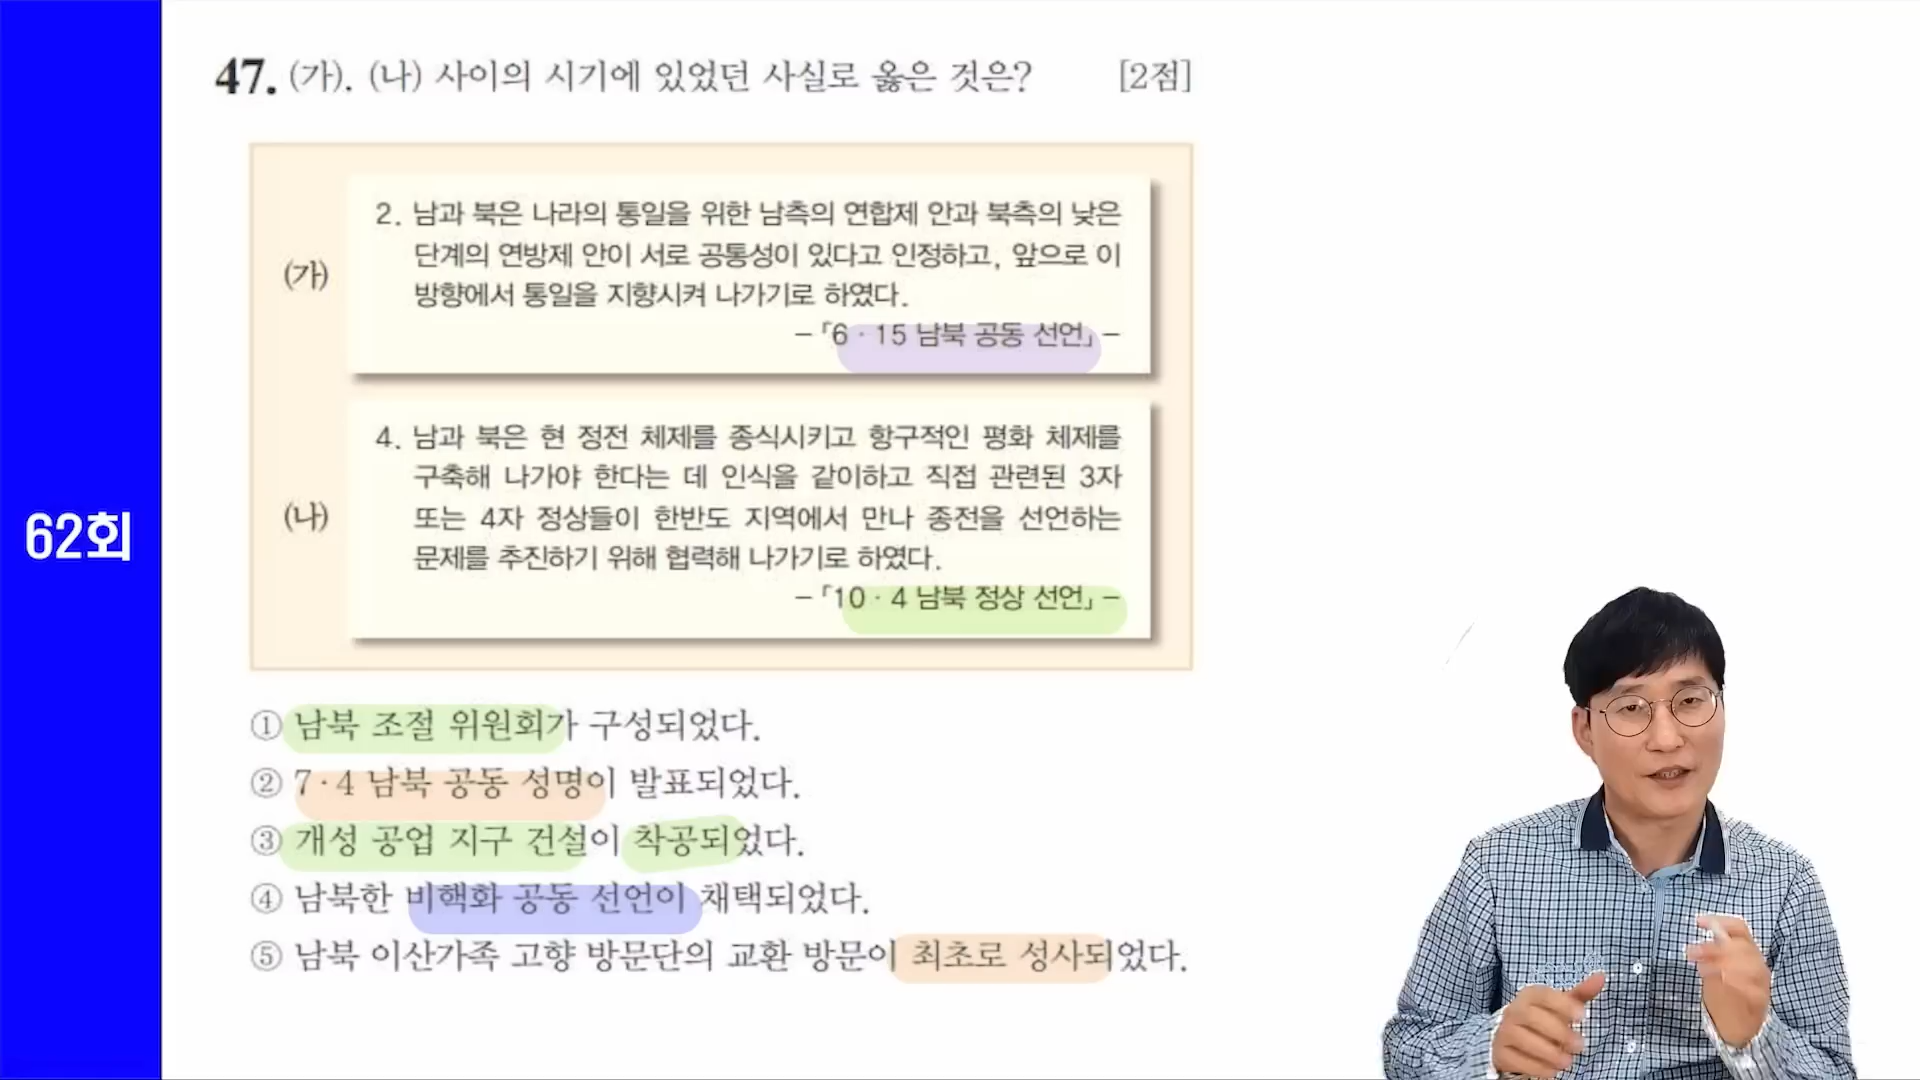 62회
47. (가). (나) 사이의 시기에 있었던 사실로 옳은 것은? [2점]
(가)
2. 남과 북은 나라의 통일을 위한 남측의 연합제 안과 북측의 낮은
단계의 연방제 안이 서로 공통성이 있다고 인정하고, 앞으로 이
방향에서 통일을 지향시켜 나가기로 하였다.
-「6·15 남북 공동 선언」-
(나)
4. 남과 북은 현 정전 체제를 종식시키고 항구적인 평화 체제를
구축해 나가야 한다는 데 인식을 같이하고 직접 관련된 3자
또는 4자 정상들이 한반도 지역에서 만나 종전을 선언하는
문제를 추진하기 위해 협력해 나가기로 하였다.
-「10·4 남북 정상 선언」-
① 남북 조절 위원회가 구성되었다.
② 7·4 남북 공동 성명이 발표되었다.
③ 개성 공업 지구 건설이 착공되었다.
④ 남북한 비핵화 공동 선언이 채택되었다.
⑤ 남북 이산가족 고향 방문단의 교환 방문이 최초로 성사되었다.